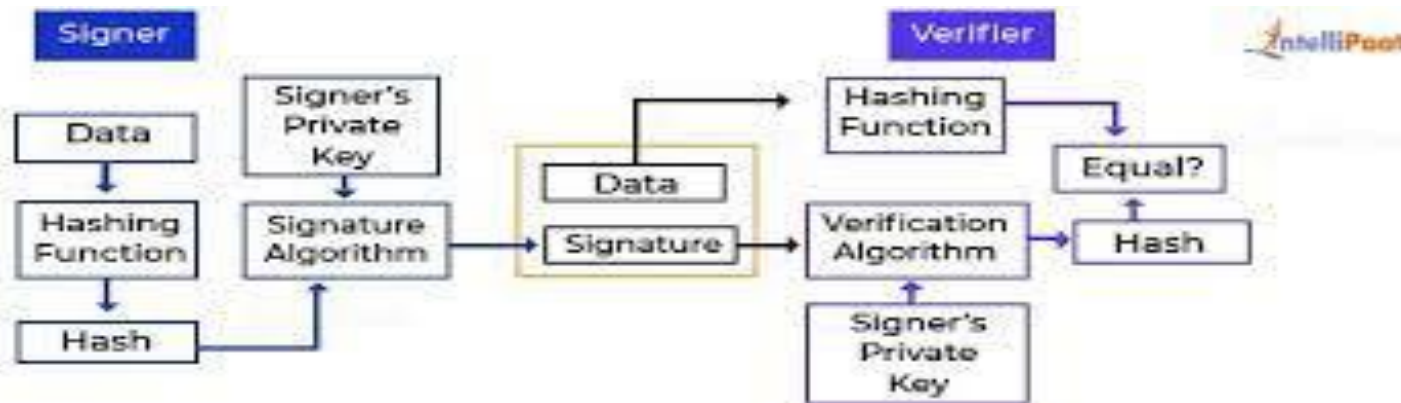 Signer
Verifier
IntelliPaat
Data
Hashing
Function
Hash
Signer's
Private
Key
Signature
Algorithm
Data
Signature
Hashing
Function
Verification
Algorithm
Signer's
Private
Key
Equal?
Hash